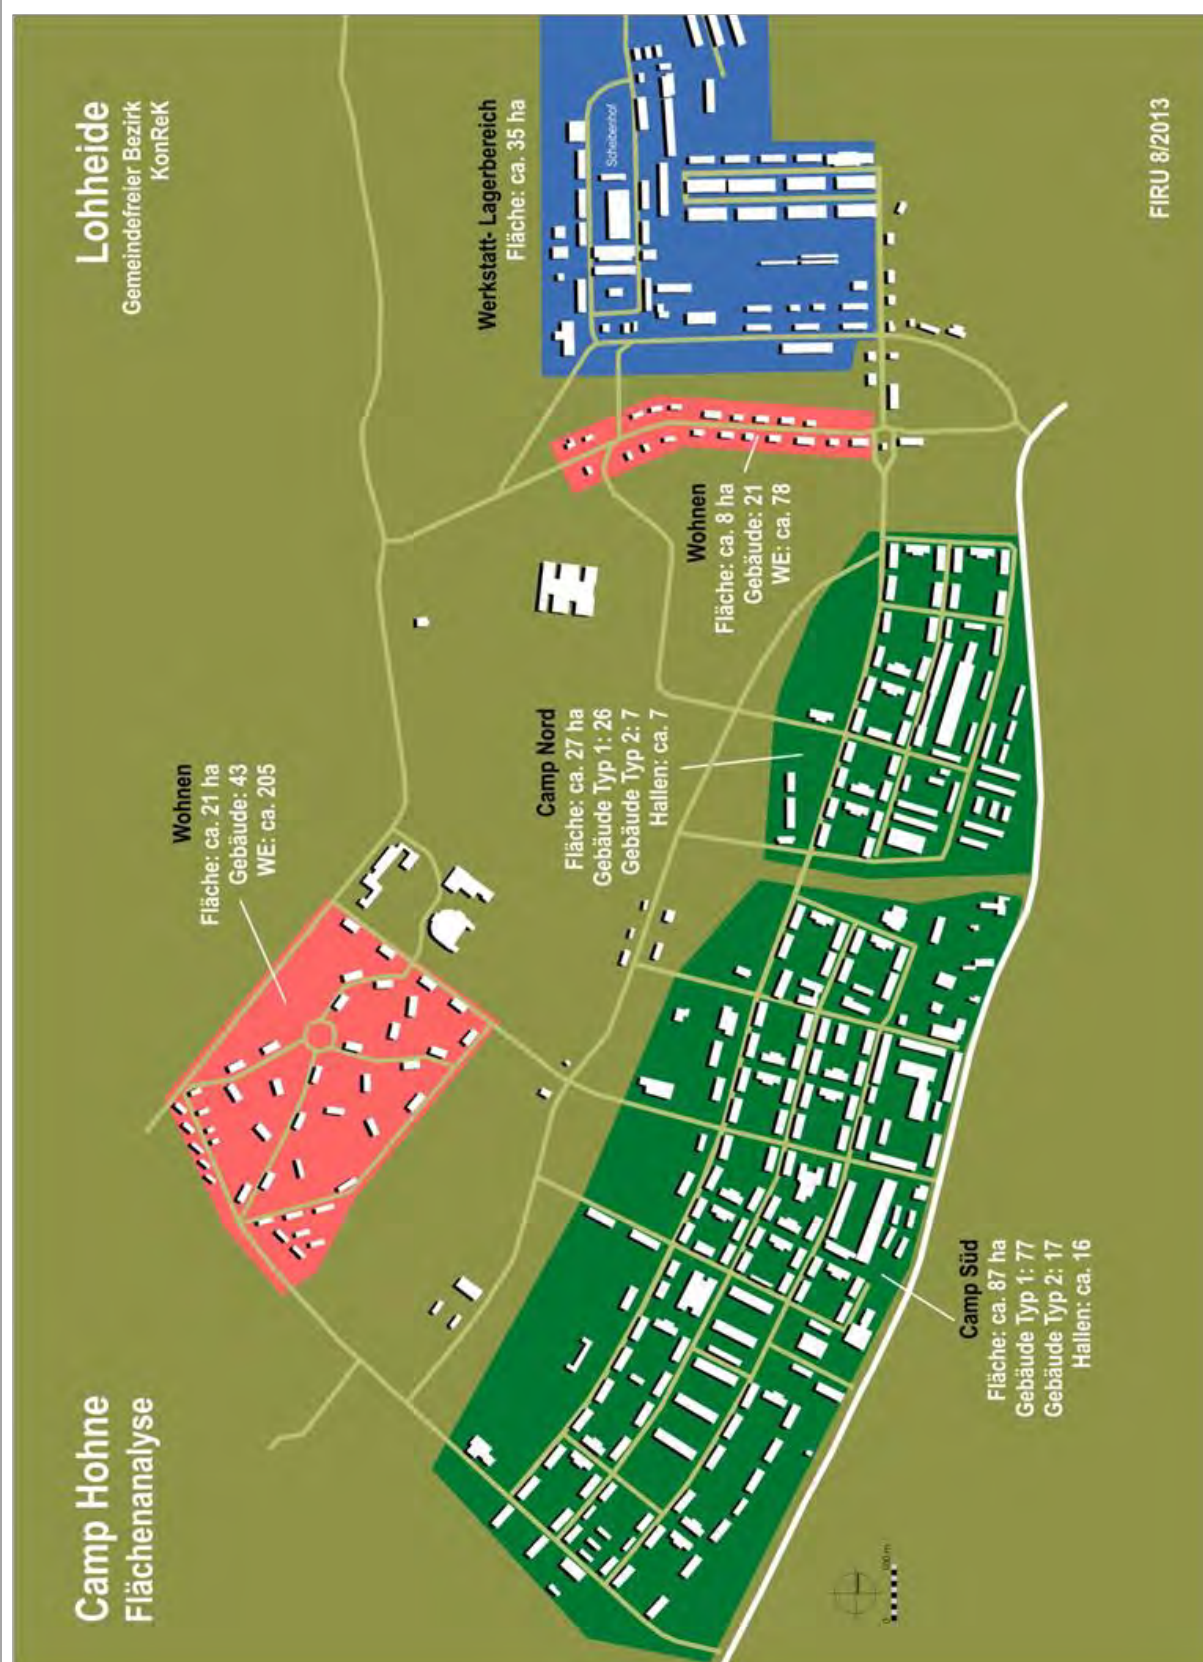 Camp Hohne
Flächenanalyse
Lohheide
Gemeindefreier Bezirk
KonReK
Wohnen
Fläche: ca. 21 ha
Gebäude: 43
WE: ca. 205
Werkstatt- Lagerbereich
Fläche: ca. 35 ha
Scheibenhof
Camp Nord
Fläche: ca. 27 ha
Gebäude Typ 1: 26
Gebäude Typ 2: 7
Hallen: ca. 7
Wohnen
Fläche: ca. 8 ha
Gebäude: 21
WE: ca. 78
Camp Süd
Fläche: ca. 87 ha
Gebäude Typ 1: 77
Gebäude Typ 2: 17
Hallen: ca. 16
0
FIRU 8/2013